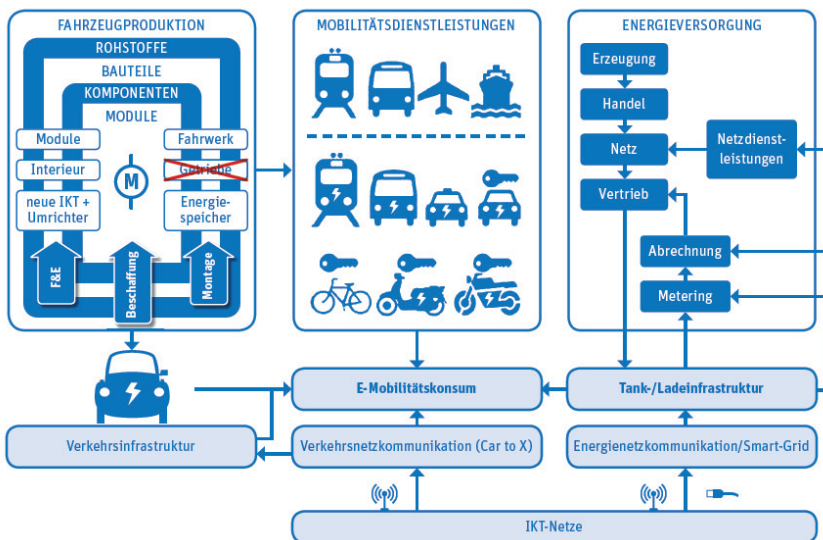 FAHRZEUGPRODUKTION
ROHSTOFFE
BAUTEILE
KOMPONENTEN
MODULE
Module
Interieur
neue IKT +
Umrichter
M
Fahrwerk
Getriebe
Energie-
speicher
F&E
Beschaffung
Montage
MOBILITÄTSDIENSTLEISTUNGEN
ENERGIEVERSORGUNG
Erzeugung
Handel
Netz
Vertrieb
Netzdienst-
leistungen
Abrechnung
Metering
E-Mobilitätskonsum
Tank-/Ladeinfrastruktur
Verkehrsinfrastruktur
Verkehrsnetzkommunikation (Car to X)
Energienetzkommunikation/Smart-Grid
IKT-Netze